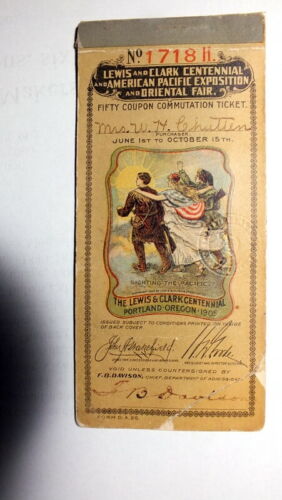 No 1718 H.
LEWIS AND CLARK CENTENNIAL
AND AMERICAN PACIFIC EXPOSITION
AND ORIENTAL FAIR.
FIFTY COUPON COMMUTATION TICKET.
Mrs. W. H. Chatten
PURCHASER
JUNE 1ST TO OCTOBER 15TH.
SIGHTING THE PACIFIC
THE LEWIS & CLARK CENTENNIAL
PORTLAND-OREGON-1905
ISSUED SUBJECT TO CONDITIONS PRINTED ON INSIDE
OF BACK COVER
VOID UNLESS COUNTERSIGNED BY
F. B. DAVISON, CHIEF, DEPARTMENT OF ADMISSIONS.
F B Davison